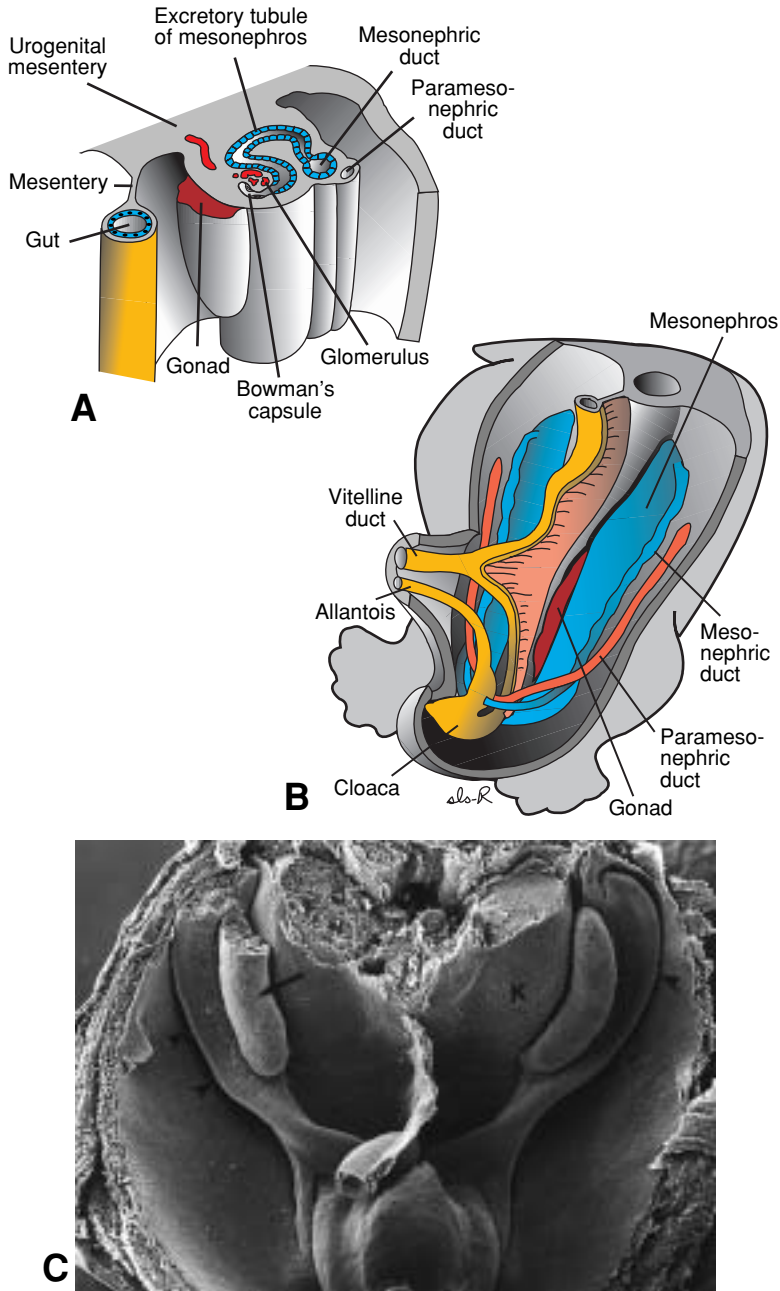 Excretory tubule
of mesonephros
Mesonephric
duct
Urogenital
mesentery
Parameso-
nephric
duct
Mesentery
Gut
Gonad
Glomerulus
Bowman's
capsule
A
Mesonephros
Vitelline
duct
Allantois
Meso-
nephric
duct
Parameso-
nephric
duct
Cloaca
Gonad
B
sls-R
K
C